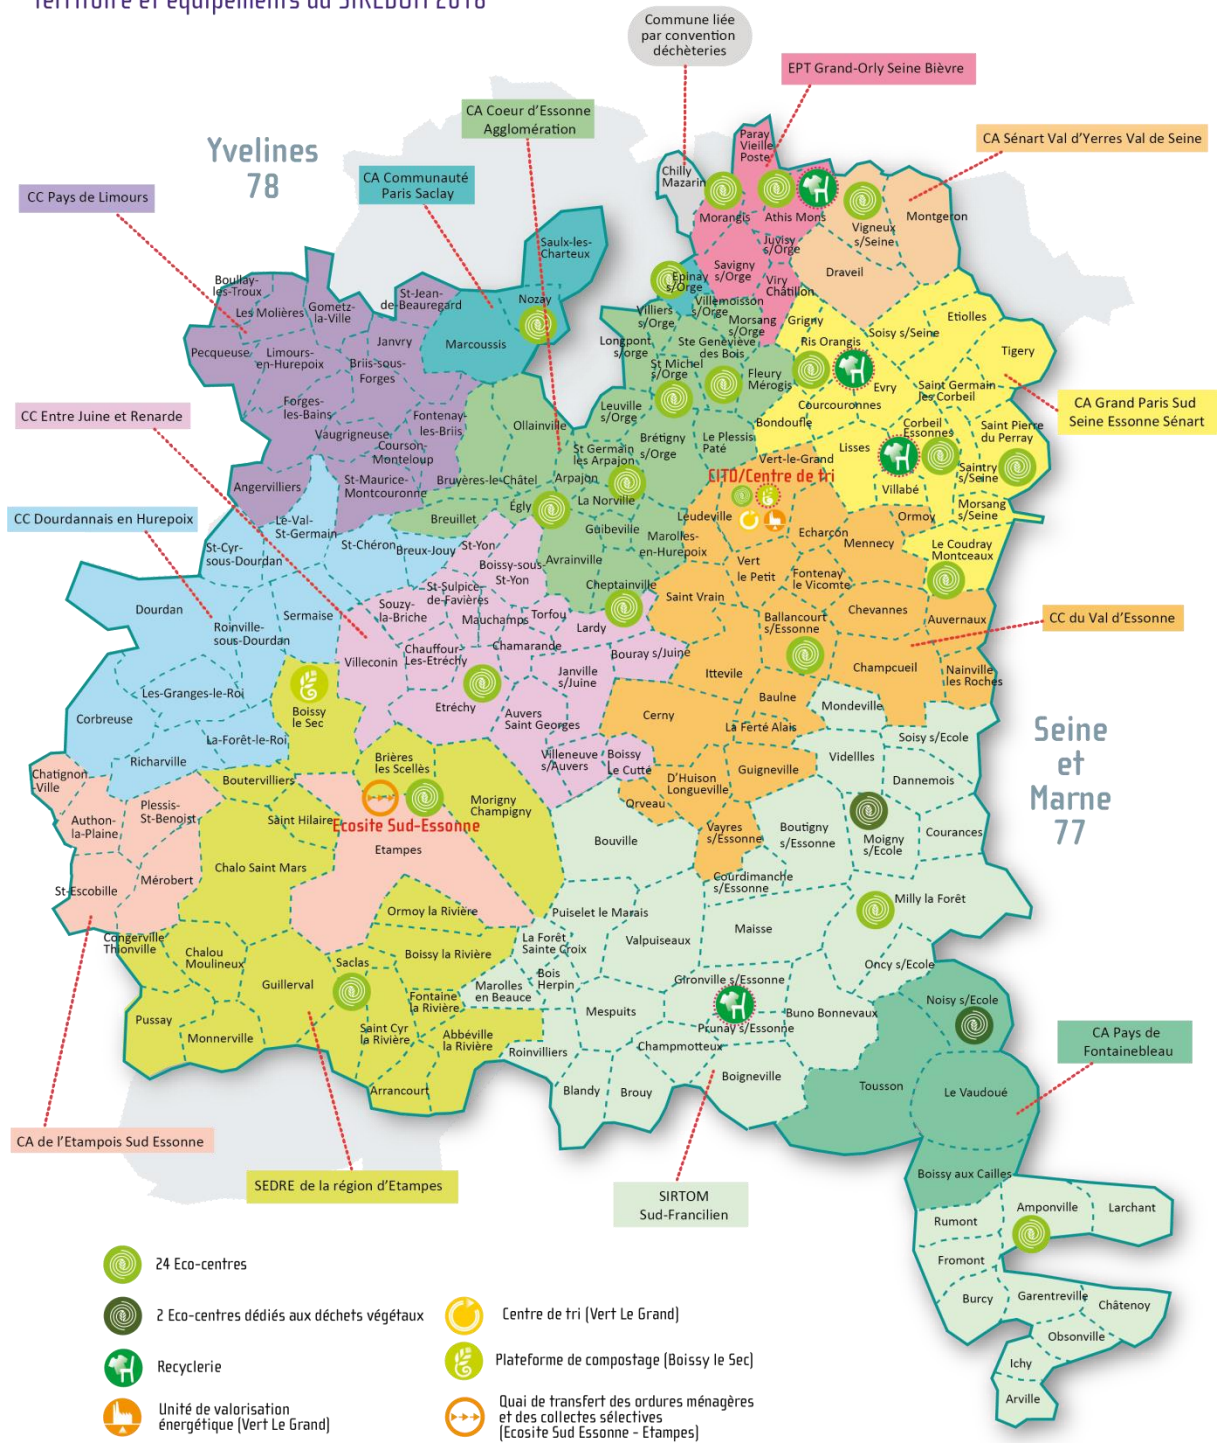 Territoire et équipements du SIREDOM 2018
Commune liée
par convention
déchèteries
EPT Grand-Orly Seine Bièvre
CA Coeur d'Essonne
Agglomération
CA Sénart Val d'Yerres Val de Seine
Yvelines
78
CA Communauté
Paris Saclay
CC Pays de Limours
Paray
Vieille
Poste
Chilly
Mazarin
Morangis
Athis Mons
Vigneux
s/Seine
Montgeron
Juvisy
s/Orge
Savigny
s/Orge
Draveil
Viry
Châtillon
Saulx-les-
Charteux
Nozay
Marcoussis
Epinay
s/Orge
Villemoisson
s/Orge
Villiers
s/Orge
Morsang
s/Orge
Grigny
Longpont
s/orge
Ste Geneviève
des Bois
Ris Orangis
Soisy s/Seine
Etiolles
Tigery
St Michel
s/Orge
Fleury
Mérogis
Evry
Saint Germain
les Corbeil
Leuville
s/Orge
Courcouronnes
Bondoufle
Corbeil
Essonnes
Saint Pierre
du Perray
Brétigny
s/Orge
Le Plessis
Paté
Lisses
Saintry
s/Seine
CA Grand Paris Sud
Seine Essonne Sénart
Boullay-
les-Troux
Les Molières
Gometz-
la-Ville
St-Jean-
de-Beauregard
Pecqueuse
Limours-
en-Hurepoix
Janvry
Briis-sous-
Forges
Forges-
les-Bains
Fontenay-
les-Briis
Vaugrigneuse
Courson-
Monteloup
Angervilliers
St-Maurice-
Montcouronne
CC Entre Juine et Renarde
Ollainville
St Germain
les Arpajon
Arpajon
Bruyères-le-Châtel
La Norville
Égly
Breuillet
Guibeville
Avrainville
Marolles-
en-Hurepoix
Cheptainville
Vert-le-Grand
CITD/Centre de tri
Leudeville
Villabé
Morsang
s/Seine
Ormoy
Echarcon
Mennecy
Le Coudray
Montceaux
Vert
le Petit
Fontenay
le Vicomte
Saint Vrain
Chevannes
Auvernaux
Ballancourt
s/Essonne
CC du Val d'Essonne
Itteville
Champcueil
Nainville
les Roches
Baulne
Cerny
La Ferté Alais
Guigneville
D'Huison
Longueville
Orveau
Vayres
s/Essonne
CC Dourdannais en Hurepoix
Le-Val-
St-Germain
St-Cyr-
sous-Dourdan
St-Chéron
Breux-Jouy
Dourdan
Roinville-
sous-Dourdan
Sermaise
Les-Granges-le-Roi
Corbreuse
La-Forêt-le-Roi
Richarville
St-Yon
Boissy-sous-
St-Yon
St-Sulpice-
de-Favières
Souzy-
la-Briche
Mauchamps
Torfou
Lardy
Chauffour-
Les-Etréchy
Chamarande
Bouray s/Juine
Villeconin
Janville
s/Juine
Etréchy
Auvers
Saint Georges
Villeneuve
s/Auvers
Boissy
Le Cutté
Boissy
le Sec
Brières
les Scellès
Boutervilliers
Saint Hilaire
Morigny
Champigny
Ecosite Sud-Essonne
Etampes
Chatignon
-Ville
Authon-
la-Plaine
Plessis-
St-Benoist
St-Escobille
Mérobert
Chalo Saint Mars
Congerville
Thionville
Chalou
Moulineux
Ormoy la Rivière
Boissy la Rivière
Saclas
Guillerval
Fontaine
la Rivière
Pussay
Monnerville
Saint Cyr
la Rivière
Abbéville
la Rivière
Arrancourt
Mondeville
Soisy s/Ecole
Videlles
Dannemois
Seine
et
Marne
77
Bouville
Boutigny
s/Essonne
Moigny
s/Ecole
Courances
Courdimanche
s/Essonne
Milly la Forêt
Puiselet le Marais
Maisse
La Forêt
Sainte Croix
Valpuiseaux
Oncy s/Ecole
Bois
Herpin
Marolles
en Beauce
Gironville s/Essonne
Mespuits
Prunay s/Essonne
Buno Bonnevaux
Champmotteux
Roinvilliers
Boigneville
Blandy
Brouy
Noisy s/Ecole
Tousson
Le Vaudoué
CA Pays de
Fontainebleau
Boissy aux Cailles
CA de l'Etampois Sud Essonne
SEDRE de la région d'Etampes
SIRTOM
Sud-Francilien
Rumont
Amponville
Larchant
Fromont
Burcy
Garentreville
Châtenoy
Obsonville
Ichy
Arville
24 Eco-centres
2 Eco-centres dédiés aux déchets végétaux
Recyclerie
Unité de valorisation
énergétique (Vert Le Grand)
Centre de tri (Vert Le Grand)
Plateforme de compostage (Boissy le Sec)
Quai de transfert des ordures ménagères
et des collectes sélectives
(Ecosite Sud Essonne - Etampes)